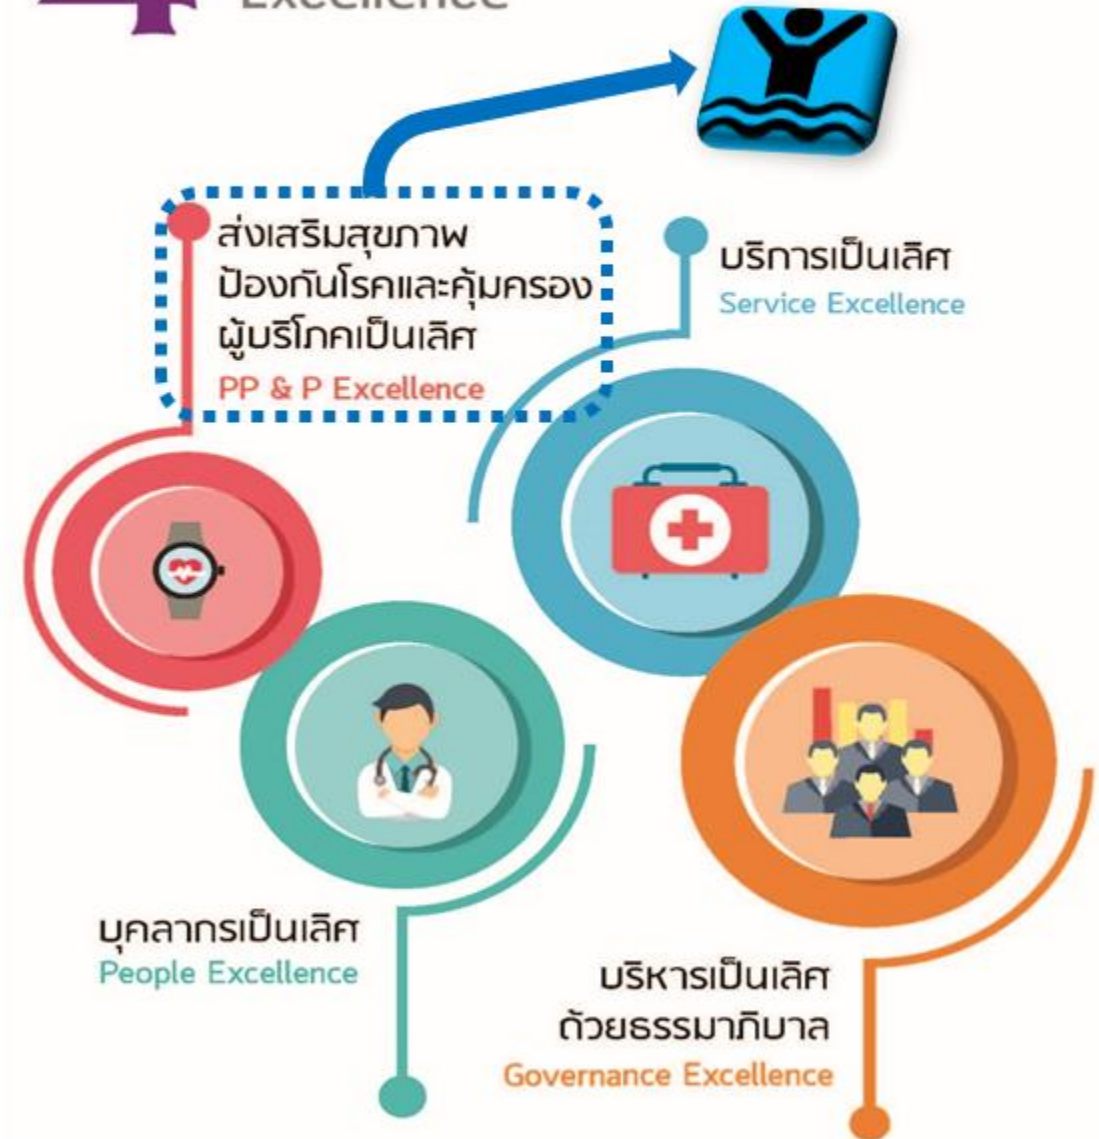 Excellence
ส่งเสริมสุขภาพ
ป้องกันโรคและคุ้มครอง
ผู้บริโภคเป็นเลิศ
PP & P Excellence
บริการเป็นเลิศ
Service Excellence
บุคลากรเป็นเลิศ
People Excellence
บริหารเป็นเลิศ
ด้วยธรรมาภิบาล
Governance Excellence